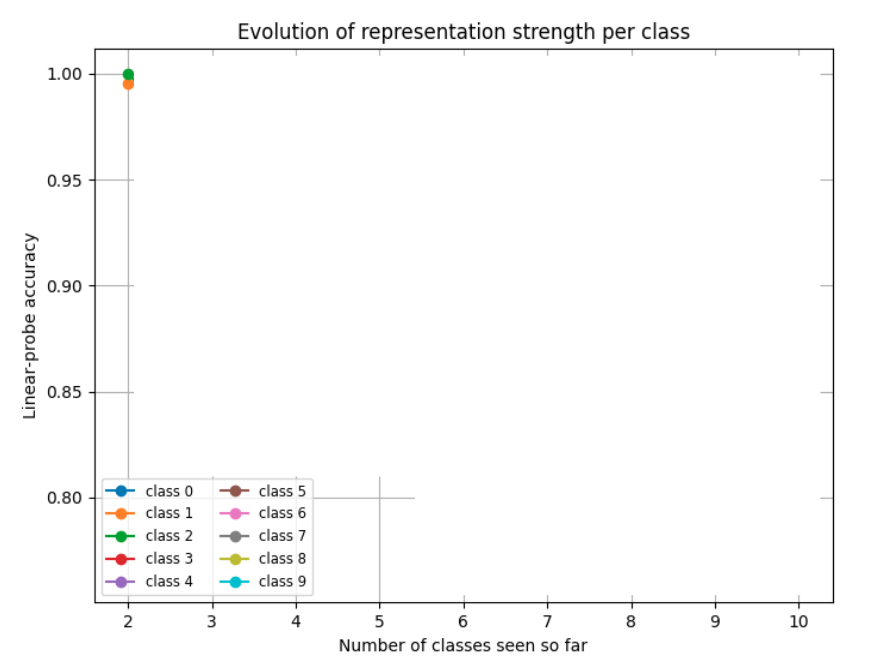 Evolution of representation strength per class
1.00
0.95
0.90
0.85
0.80
Linear-probe accuracy
class 0 class 5
class 1 class 6
class 2 class 7
class 3 class 8
class 4 class 9
2 3 4 5 6 7 8 9 10
Number of classes seen so far